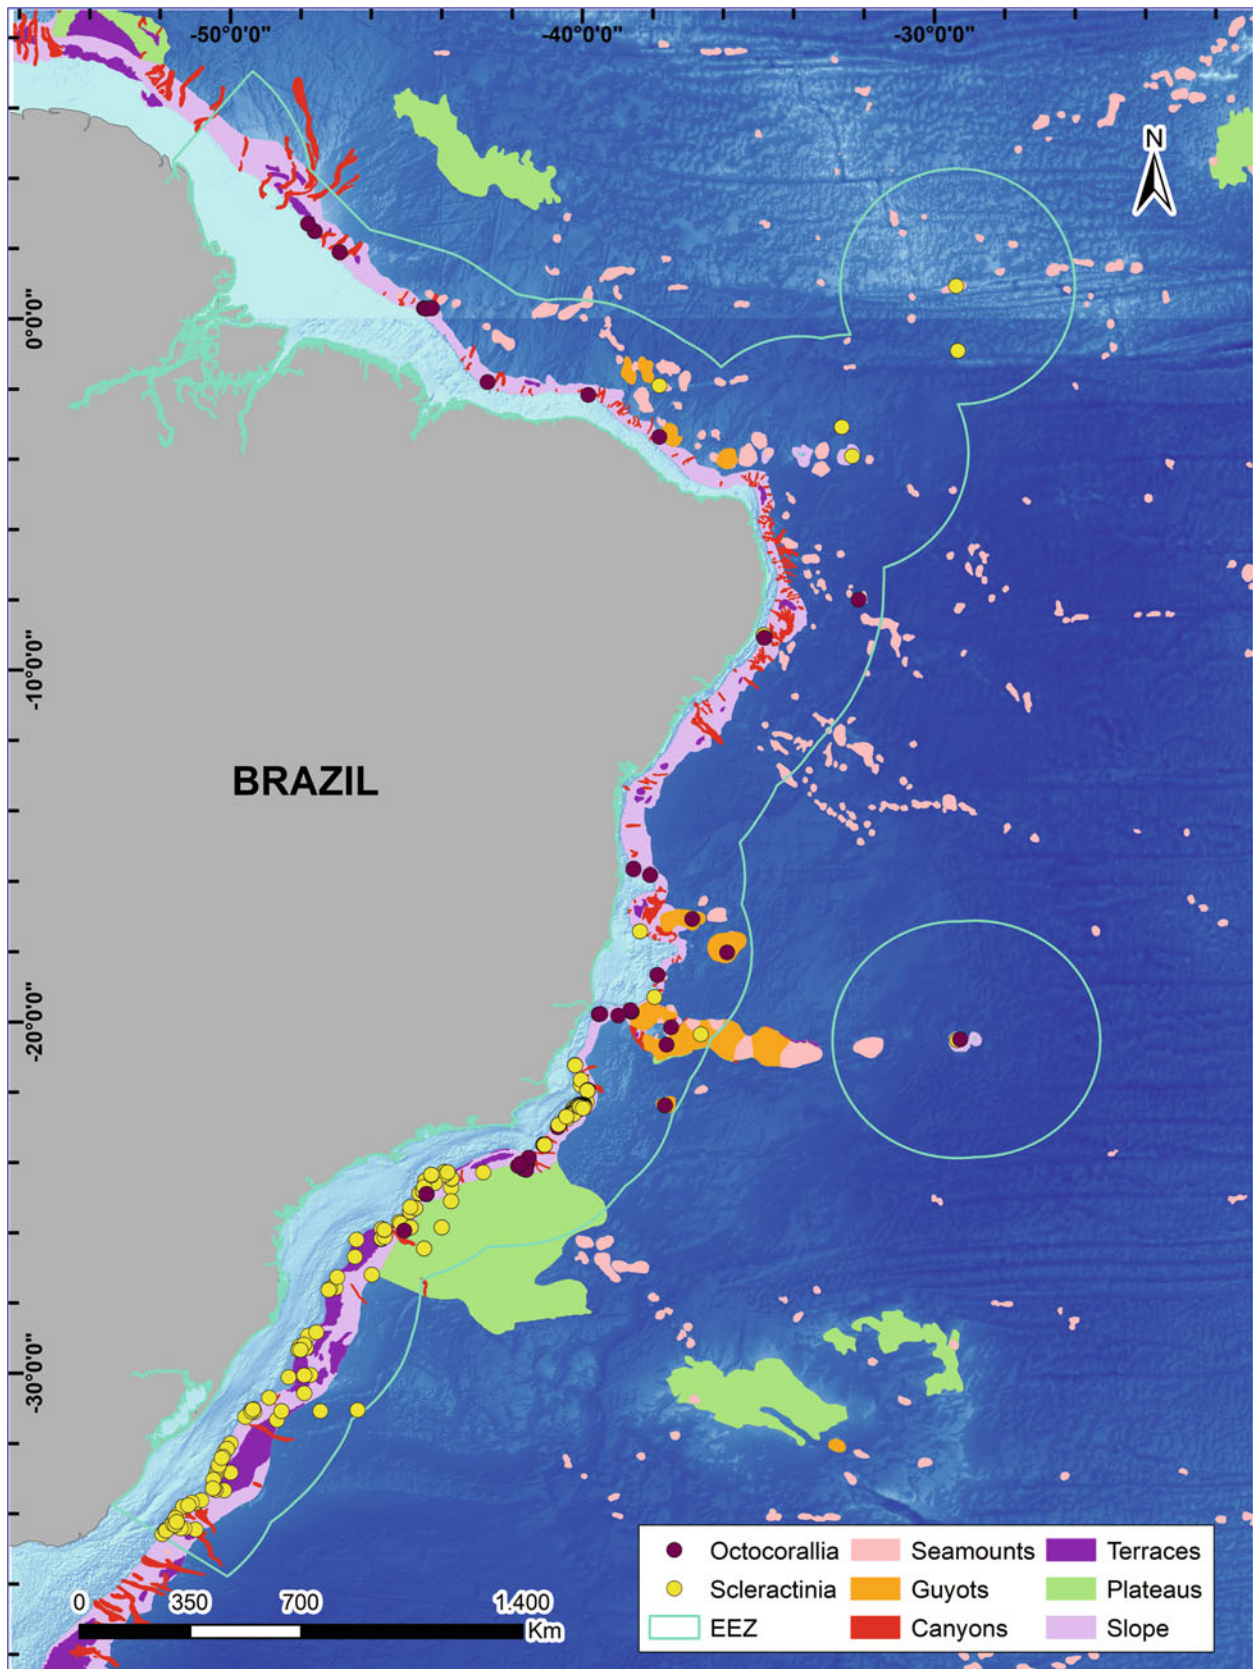 -50°0'0"
-40°0'0"
-30°0'0"
N
0°0'0"
-10°0'0"
BRAZIL
-20°0'0"
-30°0'0"
Octocorallia
Seamounts
Terraces
Scleractinia
Guyots
Plateaus
EEZ
Canyons
Slope
0 350 700 1.400
Km